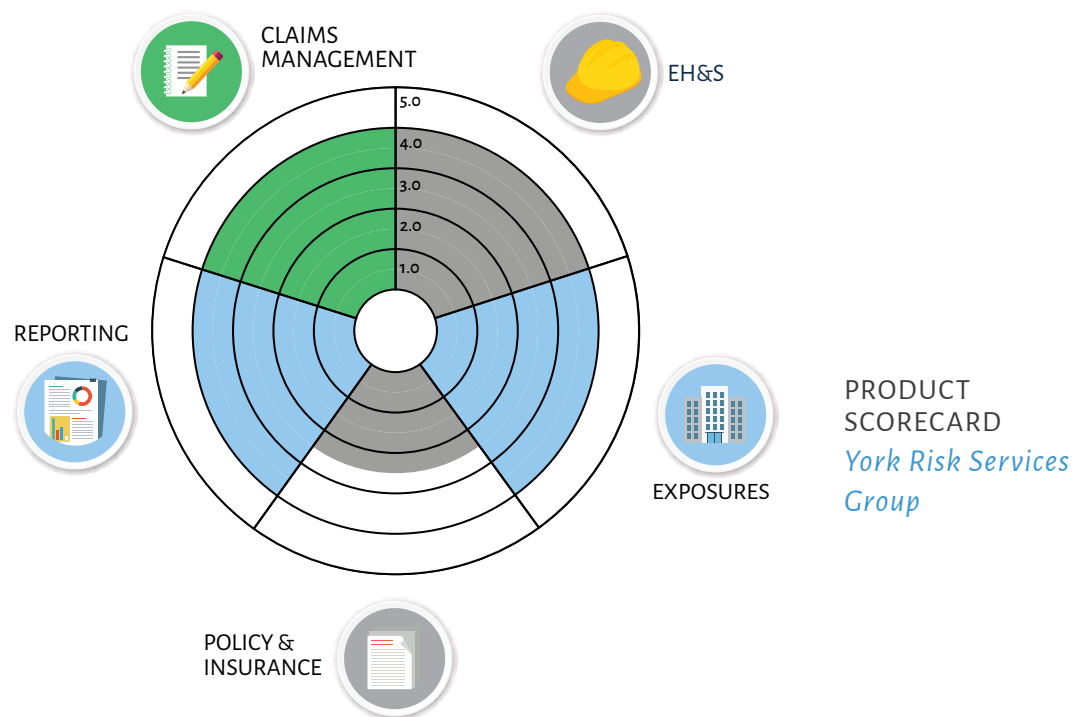 CLAIMS
MANAGEMENT
EH&S
5.0
4.0
3.0
2.0
1.0
REPORTING
EXPOSURES
PRODUCT
SCORECARD
York Risk Services
Group
POLICY &
INSURANCE